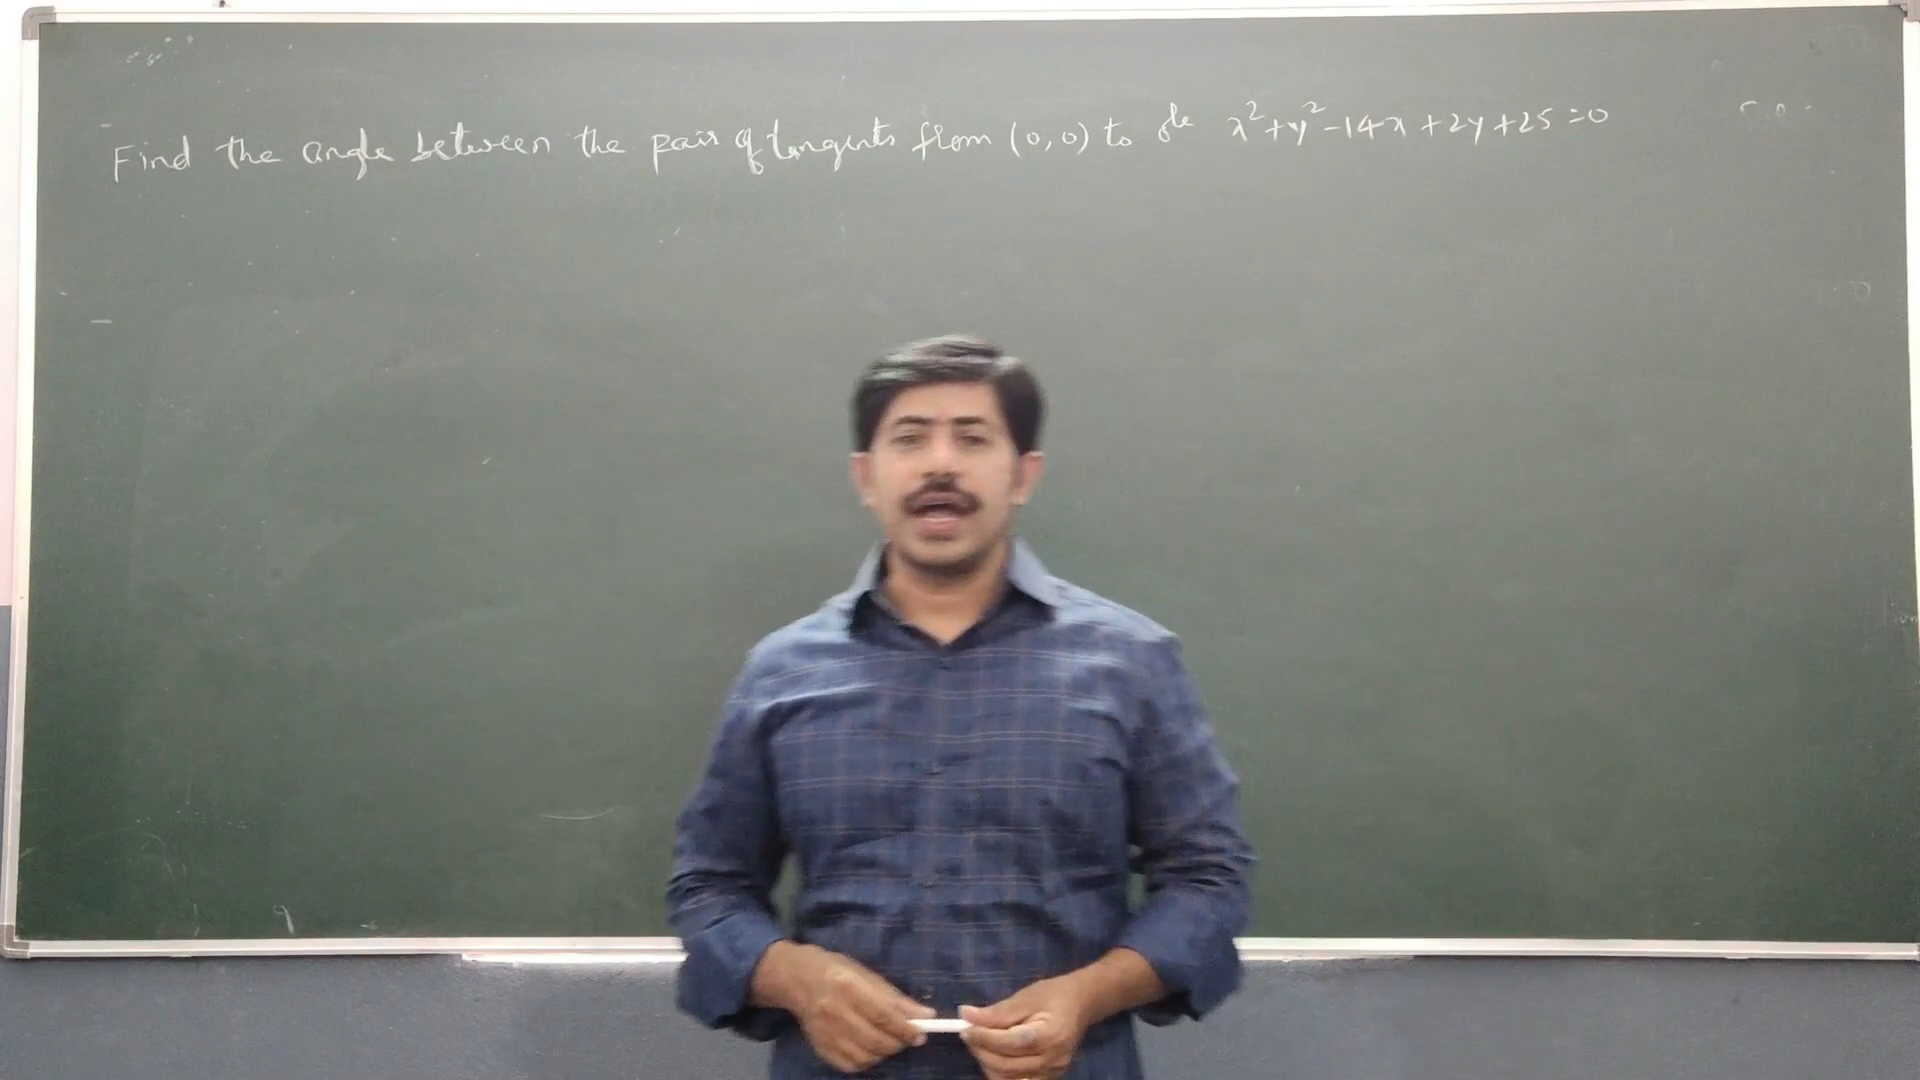 Find the angle between the pair of tangents from (0,0) to x²+y²-14x+2y+25=0